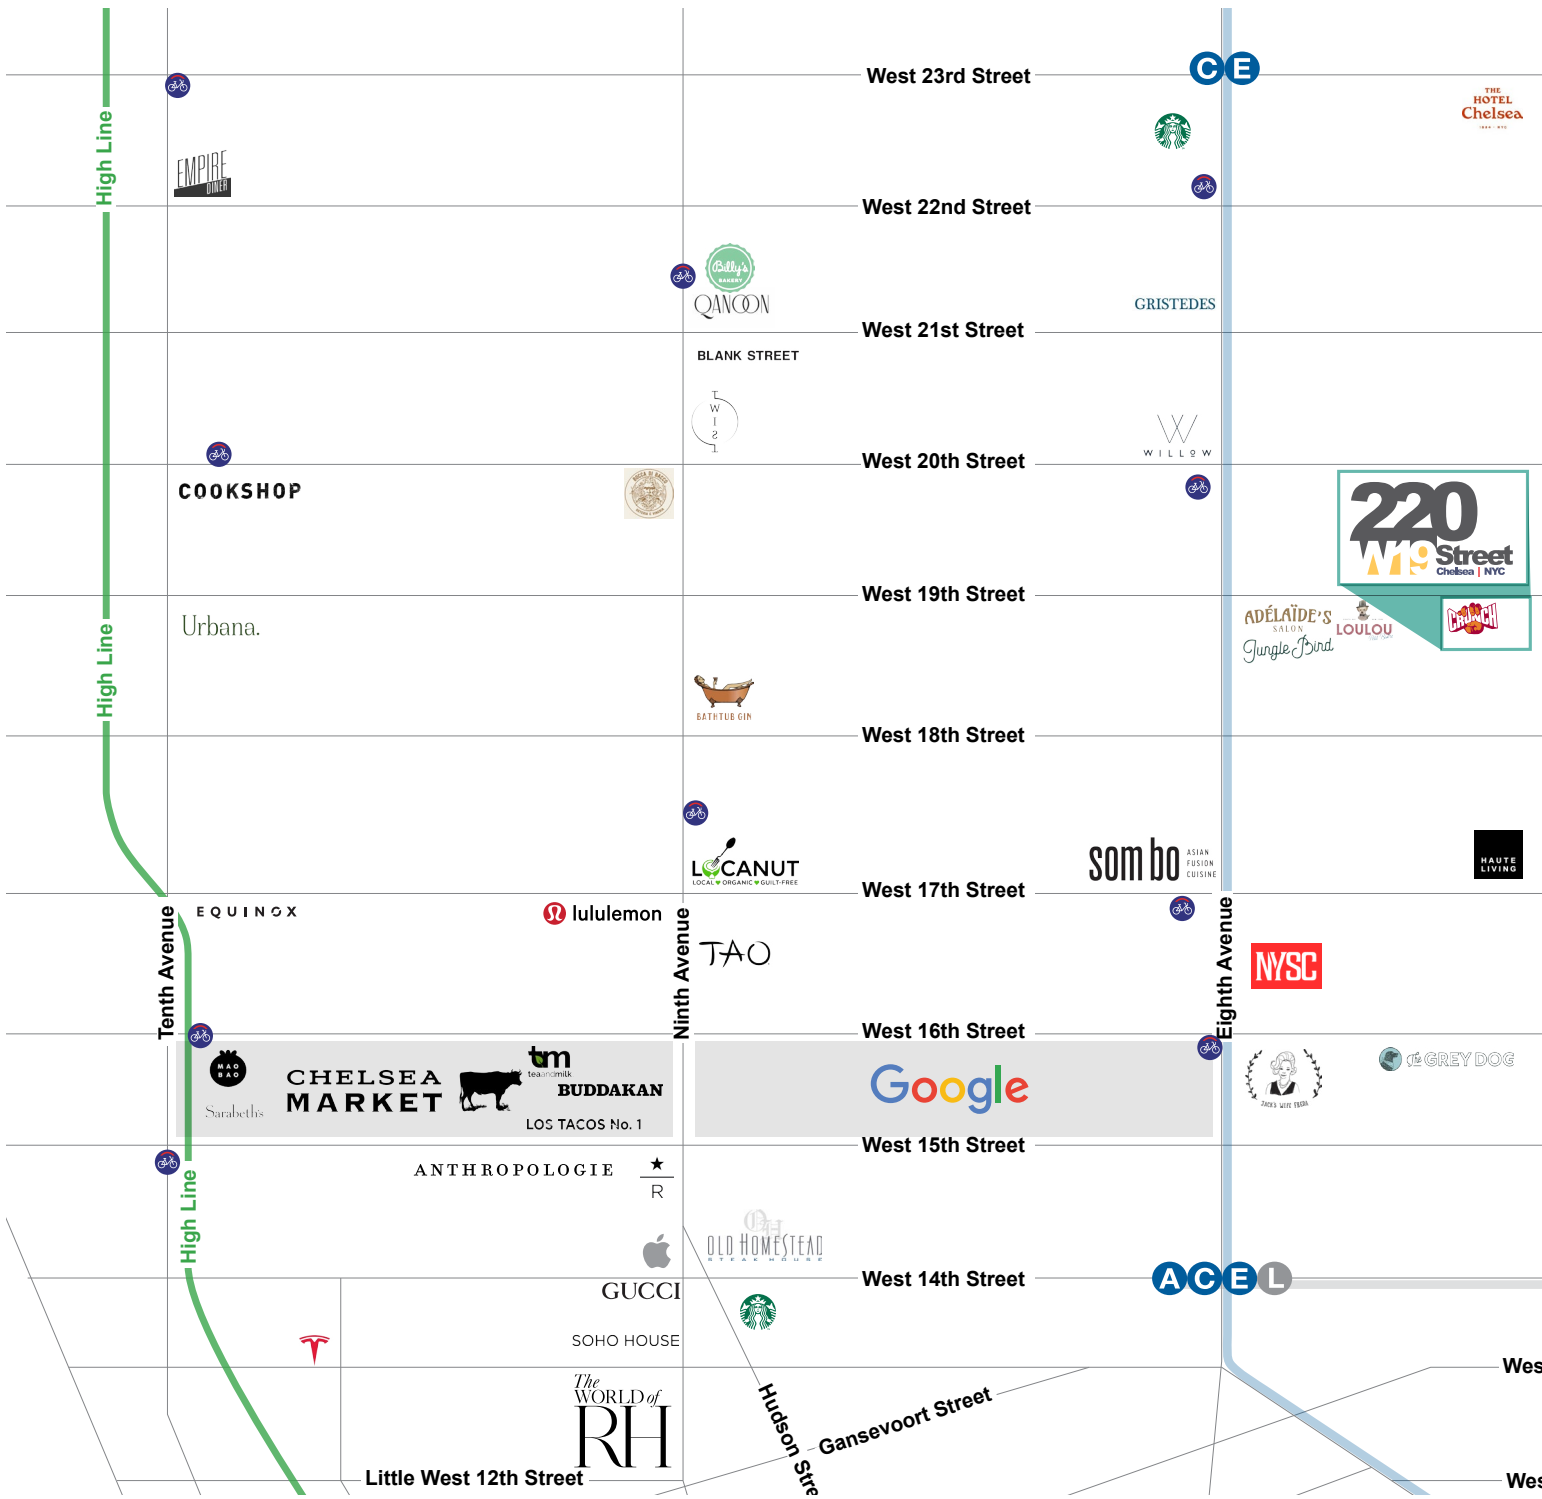 West 23rd Street
C E
THE
HOTEL
Chelsea
High Line
EMPIRE
DINER
West 22nd Street
Billy's
BAKERY
QANOON
GRISTEDES
West 21st Street
BLANK STREET
TWIST
WILLOW
West 20th Street
COOKSHOP
220
W19 Street
Chelsea | NYC
West 19th Street
Urbana.
High Line
ADÉLAÏDE'S
SALON
Jungle Bird
LOULOU
CRUNCH
BATHTUB GIN
West 18th Street
LOCANUT
LOCAL ORGANIC GUILT-FREE
som bo
ASIAN
FUSION
CUISINE
HAUTE
LIVING
West 17th Street
EQUINOX
lululemon
Tenth Avenue
Ninth Avenue
Eighth Avenue
TAO
NYSC
West 16th Street
MAO
BAO
Sarabeth's
CHELSEA
MARKET
tm
teaandmilk
BUDDAKAN
LOS TACOS No. 1
Google
JACK'S WIFE FREDA
The GREY DOG
West 15th Street
ANTHROPOLOGIE
R
High Line
OH
OLD HOMESTEAD
STEAK HOUSE
West 14th Street
A C E L
GUCCI
SOHO HOUSE
The
WORLD of
RH
Hudson Stre
Gansevoort Street
Wes
Little West 12th Street
Wes